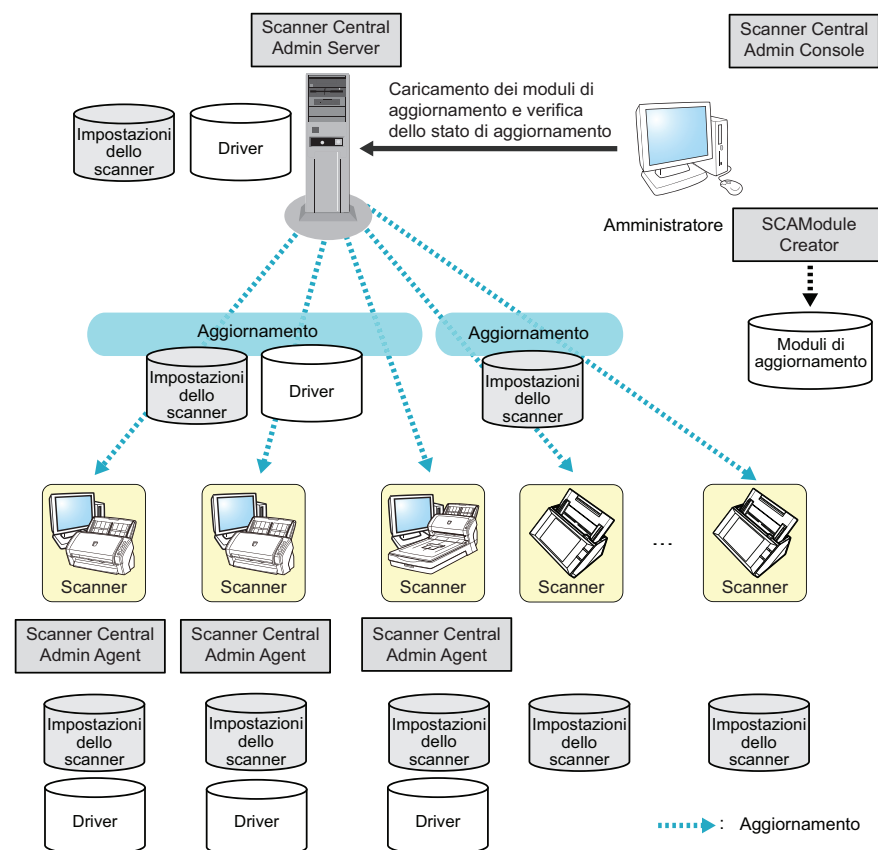 Scanner Central
Admin Server
Scanner Central
Admin Console
Caricamento dei moduli di
aggiornamento e verifica
dello stato di aggiornamento
Impostazioni
dello
scanner
Driver
Amministratore
SCAModule
Creator
Moduli di
aggiornamento
Aggiornamento
Impostazioni
dello
scanner
Driver
Aggiornamento
Impostazioni
dello
scanner
Scanner
Scanner
Scanner
Scanner
...
Scanner
Scanner Central
Admin Agent
Scanner Central
Admin Agent
Scanner Central
Admin Agent
Impostazioni
dello
scanner
Impostazioni
dello
scanner
Impostazioni
dello
scanner
Impostazioni
dello
scanner
Impostazioni
dello
scanner
Driver
Driver
Driver
: Aggiornamento